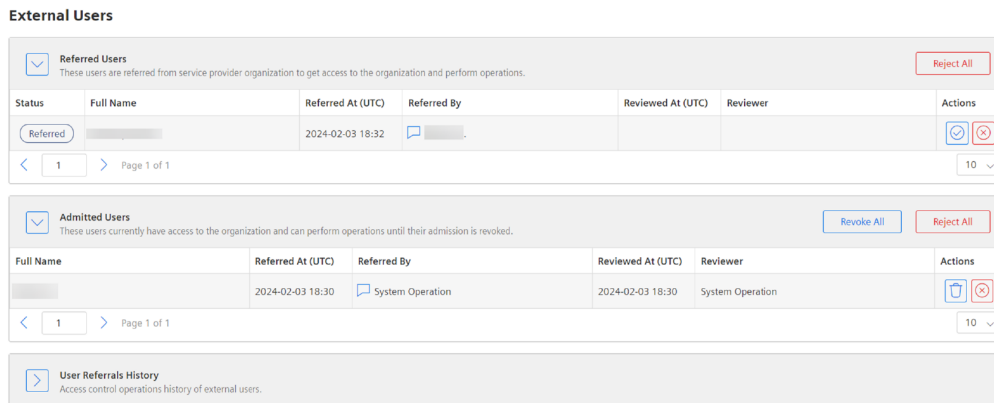 External Users
Referred Users
These users are referred from service provider organization to get access to the organization and perform operations.
Reject All
Status Full Name Referred At (UTC) Referred By Reviewed At (UTC) Reviewer Actions
Referred 2024-02-03 18:32 .
1 Page 1 of 1 10
Admitted Users
These users currently have access to the organization and can perform operations until their admission is revoked.
Revoke All Reject All
Full Name Referred At (UTC) Referred By Reviewed At (UTC) Reviewer Actions
2024-02-03 18:30 System Operation 2024-02-03 18:30 System Operation
1 Page 1 of 1 10
User Referrals History
Access control operations history of external users.